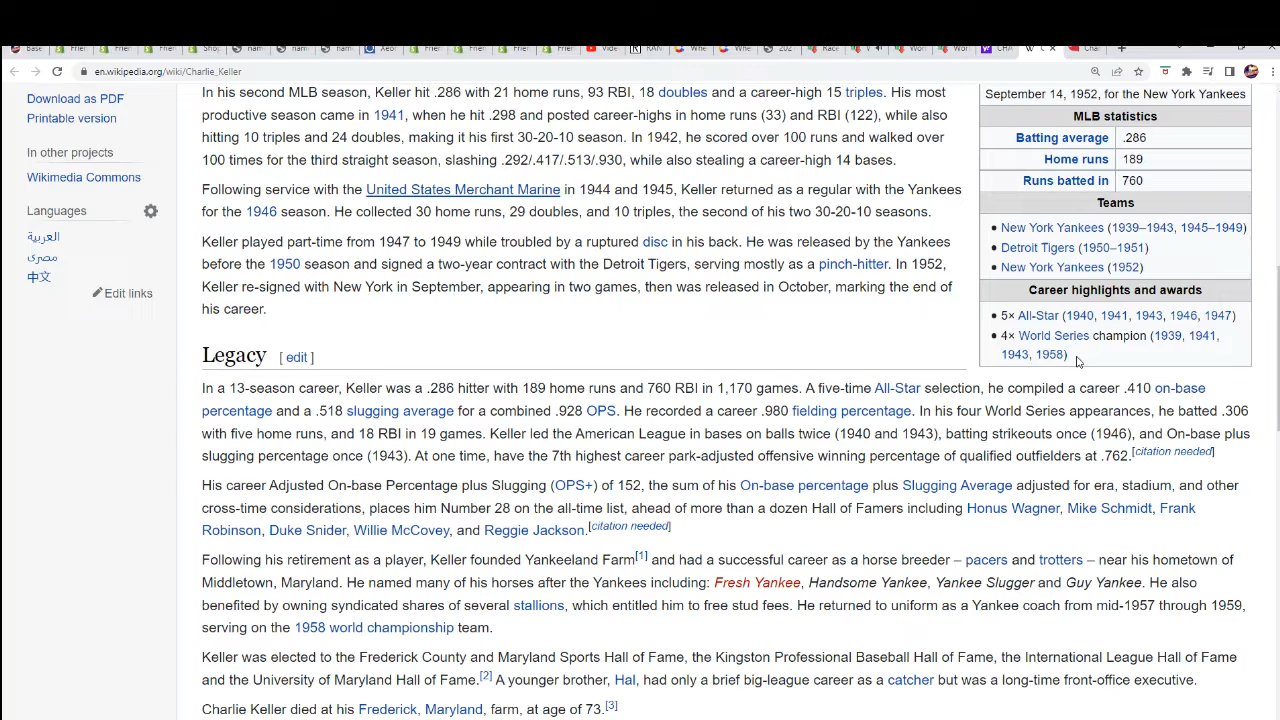 Base
Frier
Frier
Frier
Frier
Shop
nam
nam
nam
Xeor
Frier
Frier
Frier
Frier
Vide
RAN
Whe
Whe
202
Race
Wor
Wor
CHA
Char
en.wikipedia.org/wiki/Charlie_Keller
Download as PDF
Printable version
In other projects
Wikimedia Commons
Languages
العربية
مصرى
中文
Edit links
In his second MLB season, Keller hit .286 with 21 home runs, 93 RBI, 18 doubles and a career-high 15 triples. His most
productive season came in 1941, when he hit .298 and posted career-highs in home runs (33) and RBI (122), while also
hitting 10 triples and 24 doubles, making it his first 30-20-10 season. In 1942, he scored over 100 runs and walked over
100 times for the third straight season, slashing .292/.417/.513/.930, while also stealing a career-high 14 bases.
Following service with the United States Merchant Marine in 1944 and 1945, Keller returned as a regular with the Yankees
for the 1946 season. He collected 30 home runs, 29 doubles, and 10 triples, the second of his two 30-20-10 seasons.
Keller played part-time from 1947 to 1949 while troubled by a ruptured disc in his back. He was released by the Yankees
before the 1950 season and signed a two-year contract with the Detroit Tigers, serving mostly as a pinch-hitter. In 1952,
Keller re-signed with New York in September, appearing in two games, then was released in October, marking the end of
his career.
September 14, 1952, for the New York Yankees
MLB statistics
Batting average .286
Home runs 189
Runs batted in 760
Teams
• New York Yankees (1939–1943, 1945–1949)
• Detroit Tigers (1950–1951)
• New York Yankees (1952)
Career highlights and awards
• 5× All-Star (1940, 1941, 1943, 1946, 1947)
• 4× World Series champion (1939, 1941,
1943, 1958)
Legacy [ edit ]
In a 13-season career, Keller was a .286 hitter with 189 home runs and 760 RBI in 1,170 games. A five-time All-Star selection, he compiled a career .410 on-base
percentage and a .518 slugging average for a combined .928 OPS. He recorded a career .980 fielding percentage. In his four World Series appearances, he batted .306
with five home runs, and 18 RBI in 19 games. Keller led the American League in bases on balls twice (1940 and 1943), batting strikeouts once (1946), and On-base plus
slugging percentage once (1943). At one time, have the 7th highest career park-adjusted offensive winning percentage of qualified outfielders at .762.[citation needed]
His career Adjusted On-base Percentage plus Slugging (OPS+) of 152, the sum of his On-base percentage plus Slugging Average adjusted for era, stadium, and other
cross-time considerations, places him Number 28 on the all-time list, ahead of more than a dozen Hall of Famers including Honus Wagner, Mike Schmidt, Frank
Robinson, Duke Snider, Willie McCovey, and Reggie Jackson.[citation needed]
Following his retirement as a player, Keller founded Yankeeland Farm[1] and had a successful career as a horse breeder – pacers and trotters – near his hometown of
Middletown, Maryland. He named many of his horses after the Yankees including: Fresh Yankee, Handsome Yankee, Yankee Slugger and Guy Yankee. He also
benefited by owning syndicated shares of several stallions, which entitled him to free stud fees. He returned to uniform as a Yankee coach from mid-1957 through 1959,
serving on the 1958 world championship team.
Keller was elected to the Frederick County and Maryland Sports Hall of Fame, the Kingston Professional Baseball Hall of Fame, the International League Hall of Fame
and the University of Maryland Hall of Fame.[2] A younger brother, Hal, had only a brief big-league career as a catcher but was a long-time front-office executive.
Charlie Keller died at his Frederick, Maryland, farm, at age of 73.[3]